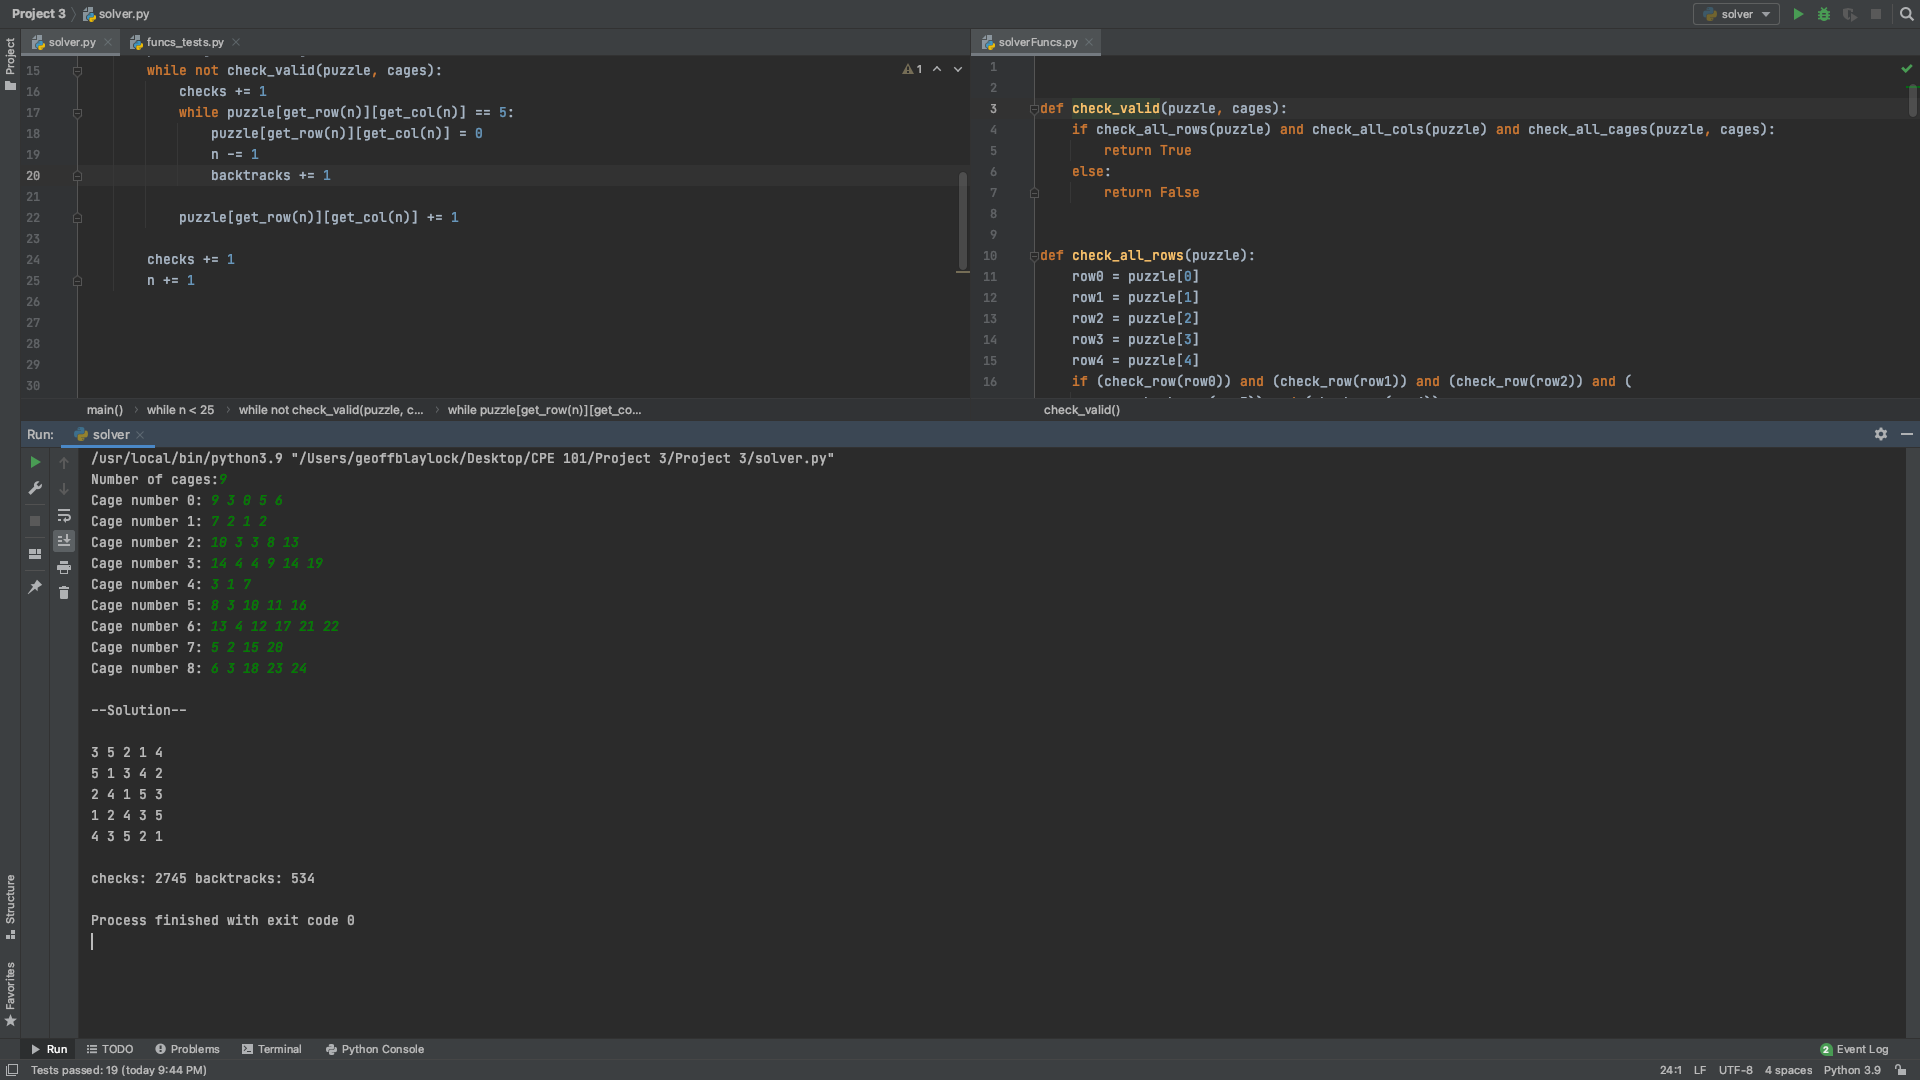 Project 3 solver.py
solver
Project
solver.py
funcs_tests.py
15 while not check_valid(puzzle, cages):
16 checks += 1
17 while puzzle[get_row(n)][get_col(n)] == 5:
18 puzzle[get_row(n)][get_col(n)] = 0
19 n -= 1
20 backtracks += 1
21
22 puzzle[get_row(n)][get_col(n)] += 1
23
24 checks += 1
25 n += 1
26
27
28
29
30
1
main() while n < 25 while not check_valid(puzzle, c... while puzzle[get_row(n)][get_co...
solverFuncs.py
1
2
3 def check_valid(puzzle, cages):
4 if check_all_rows(puzzle) and check_all_cols(puzzle) and check_all_cages(puzzle, cages):
5 return True
6 else:
7 return False
8
9
10 def check_all_rows(puzzle):
11 row0 = puzzle[0]
12 row1 = puzzle[1]
13 row2 = puzzle[2]
14 row3 = puzzle[3]
15 row4 = puzzle[4]
16 if (check_row(row0)) and (check_row(row1)) and (check_row(row2)) and (
check_valid()
Run: solver
/usr/local/bin/python3.9 "/Users/geoffblaylock/Desktop/CPE 101/Project 3/Project 3/solver.py"
Number of cages:9
Cage number 0: 9 3 0 5 6
Cage number 1: 7 2 1 2
Cage number 2: 10 3 3 8 13
Cage number 3: 14 4 4 9 14 19
Cage number 4: 3 1 7
Cage number 5: 8 3 10 11 16
Cage number 6: 13 4 12 17 21 22
Cage number 7: 5 2 15 20
Cage number 8: 6 3 18 23 24
--Solution--
3 5 2 1 4
5 1 3 4 2
2 4 1 5 3
1 2 4 3 5
4 3 5 2 1
checks: 2745 backtracks: 534
Process finished with exit code 0
Structure
Favorites
Run TODO Problems Terminal Python Console
2 Event Log
Tests passed: 19 (today 9:44 PM)
24:1 LF UTF-8 4 spaces Python 3.9